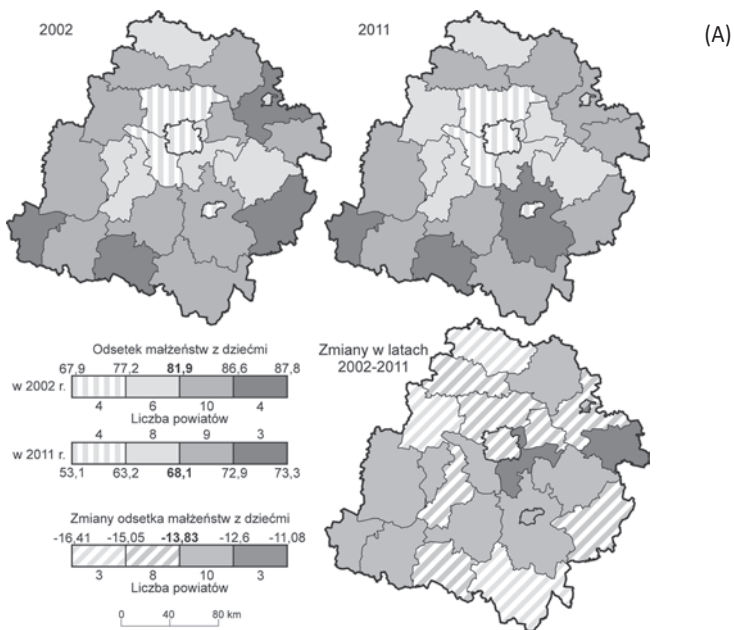 2002
2011
(A)
Odsetek małżeństw z dziećmi
67,9 77,2 81,9 86,6 87,8
w 2002 r.
4 6 10 4
Liczba powiatów
4 8 9 3
w 2011 r.
53,1 63,2 68,1 72,9 73,3
Zmiany odsetka małżeństw z dziećmi
-16,41 -15,05 -13,83 -12,6 -11,08
3 8 10 3
Liczba powiatów
0 40 80 km
Zmiany w latach
2002-2011